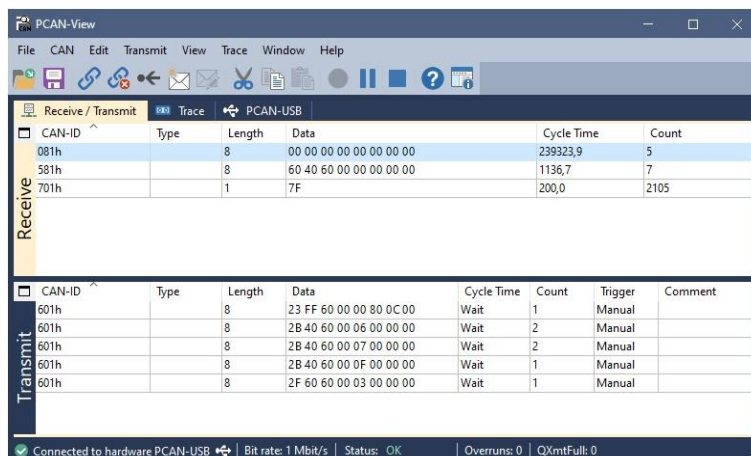 PCAN-View
File CAN Edit Transmit View Trace Window Help
Receive / Transmit Trace PCAN-USB
CAN-ID Type Length Data Cycle Time Count
081h 8 00 00 00 00 00 00 00 00 239323,9 5
581h 8 60 40 60 00 00 00 00 00 1136,7 7
701h 1 7F 200,0 2105
Receive
CAN-ID Type Length Data Cycle Time Count Trigger Comment
601h 8 23 FF 60 00 00 80 0C 00 Wait 1 Manual
601h 8 2B 40 60 00 06 00 00 00 Wait 2 Manual
601h 8 2B 40 60 00 07 00 00 00 Wait 2 Manual
601h 8 2B 40 60 00 0F 00 00 00 Wait 1 Manual
601h 8 2F 60 60 00 03 00 00 00 Wait 1 Manual
Transmit
Connected to hardware PCAN-USB Bit rate: 1 Mbit/s Status: OK Overruns: 0 QXmtFull: 0